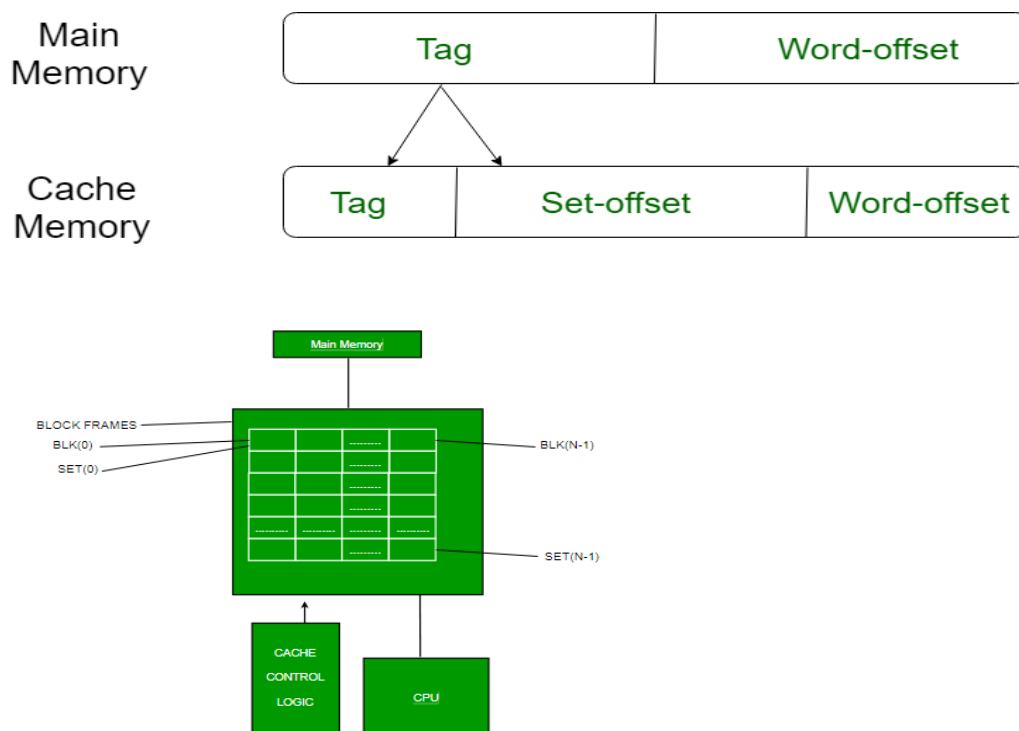 Main
Memory
Tag
Word-offset
Cache
Memory
Tag
Set-offset
Word-offset
Main Memory
BLOCK FRAMES
BLK(0)
SET(0)
BLK(N-1)
SET(N-1)
CACHE
CONTROL
LOGIC
CPU